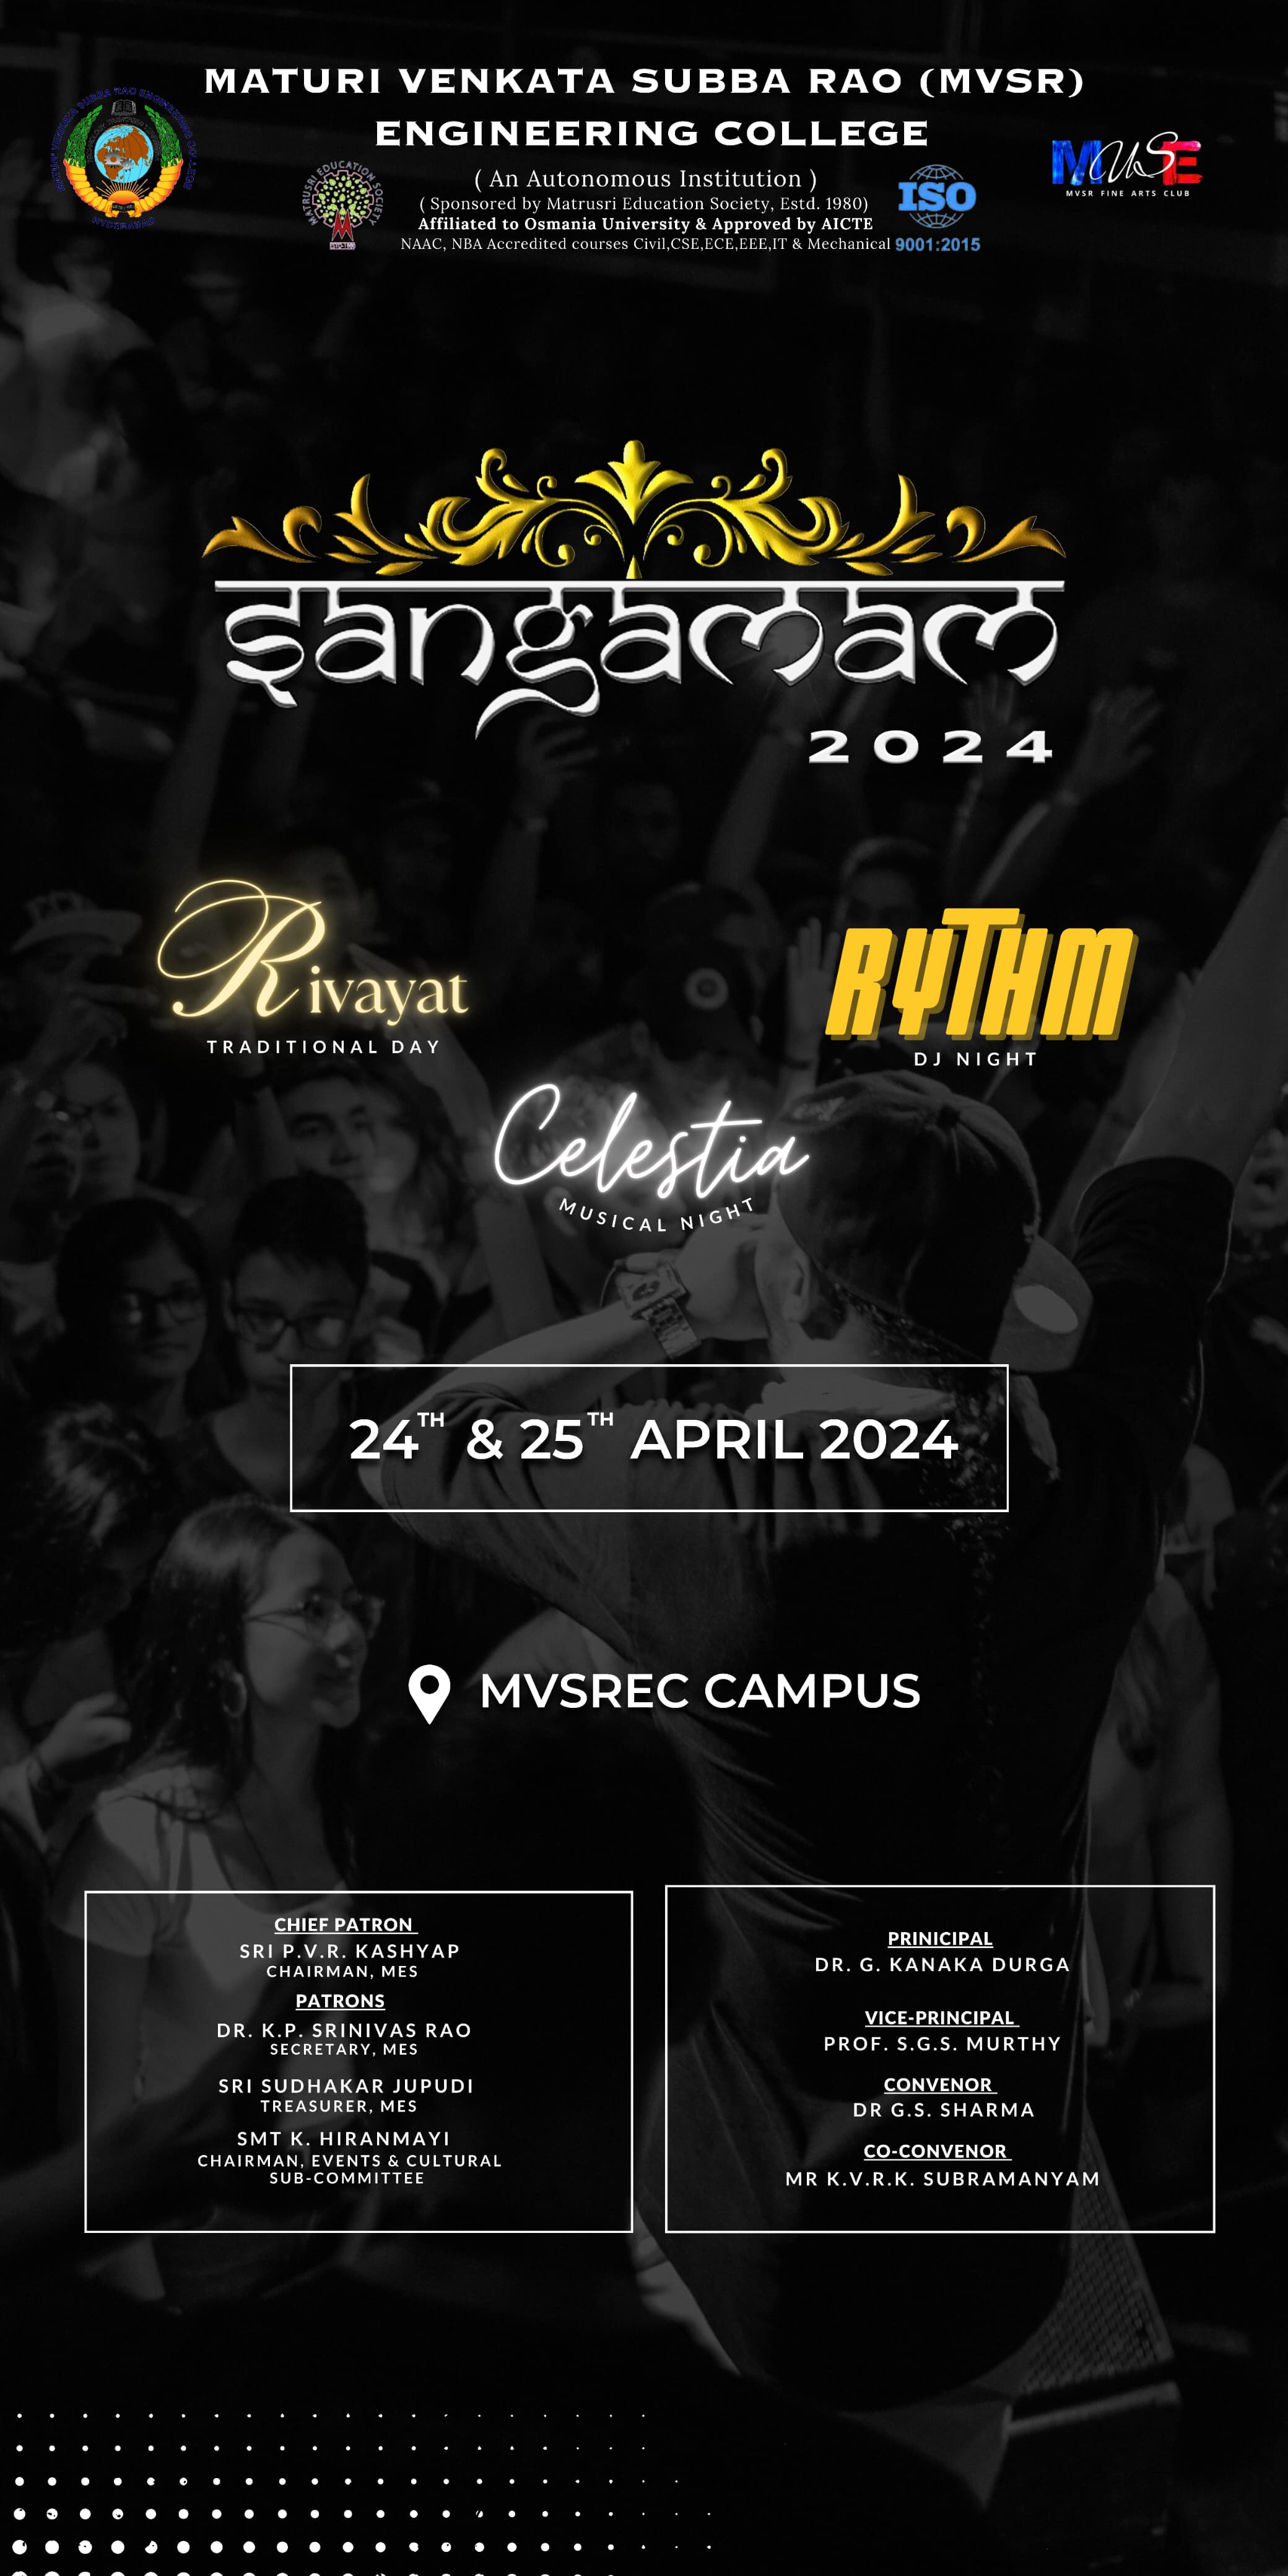 MATURI VENKATA SUBBA RAO (MVSR)
ENGINEERING COLLEGE
( An Autonomous Institution )
( Sponsored by Matrusri Education Society, Estd. 1980)
Affiliated to Osmania University & Approved by AICTE
NAAC, NBA Accredited courses Civil,CSE,ECE,EEE,IT & Mechanical
MATRUSRI EDUCATION SOCIETY
ISO
9001:2015
MUSE
MVSR FINE ARTS CLUB
Sangamam
2024
Rivayat
TRADITIONAL DAY
RYTHM
DJ NIGHT
Celestia
MUSICAL NIGHT
24TH & 25TH APRIL 2024
MVSREC CAMPUS
CHIEF PATRON
SRI P.V.R. KASHYAP
CHAIRMAN, MES
PATRONS
DR. K.P. SRINIVAS RAO
SECRETARY, MES
SRI SUDHAKAR JUPUDI
TREASURER, MES
SMT K. HIRANMAYI
CHAIRMAN, EVENTS & CULTURAL
SUB-COMMITTEE
PRINICIPAL
DR. G. KANAKA DURGA
VICE-PRINCIPAL
PROF. S.G.S. MURTHY
CONVENOR
DR G.S. SHARMA
CO-CONVENOR
MR K.V.R.K. SUBRAMANYAM